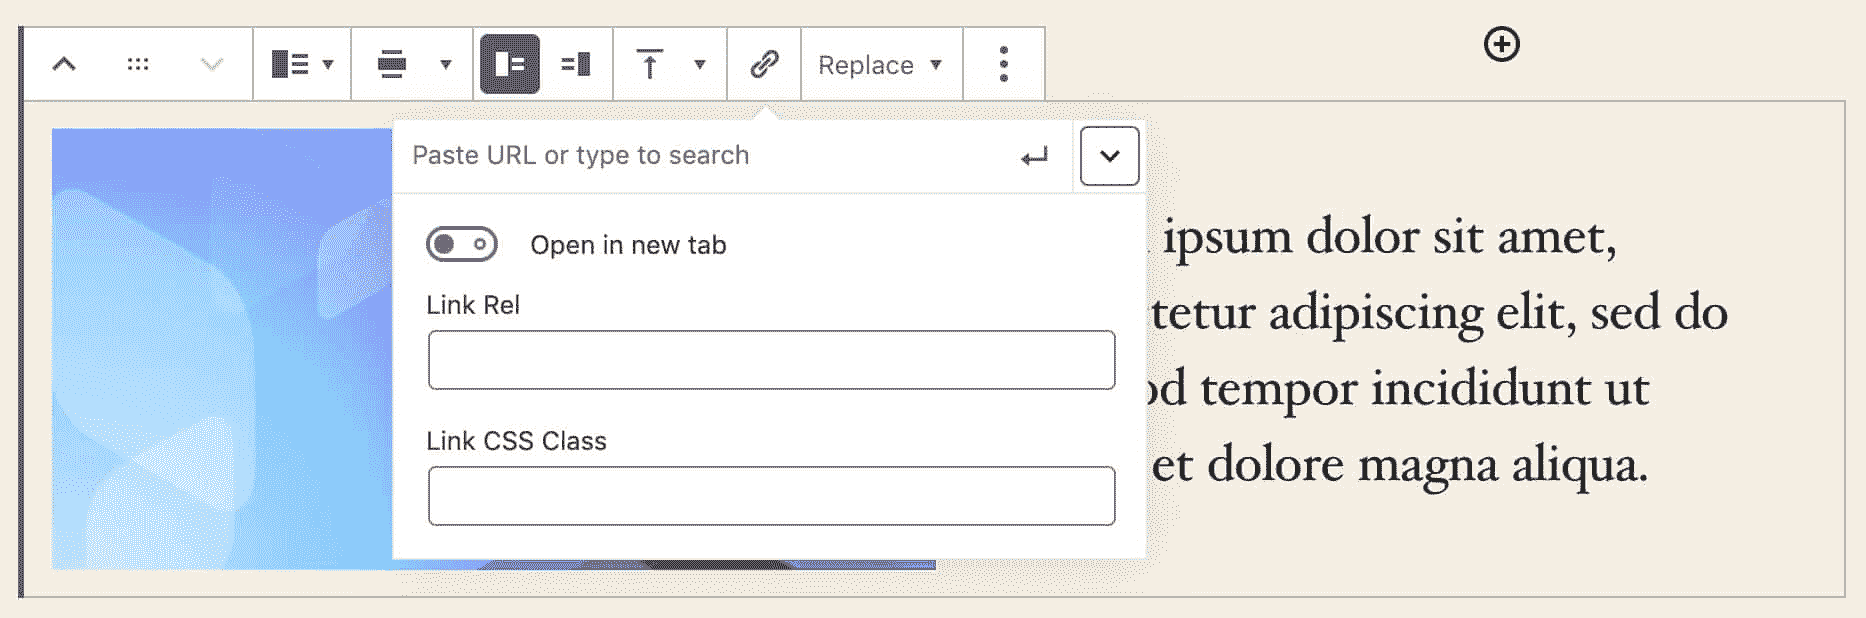 Replace
Paste URL or type to search
Open in new tab
Link Rel
Link CSS Class
ipsum dolor sit amet,
tetur adipiscing elit, sed do
od tempor incididunt ut
et dolore magna aliqua.